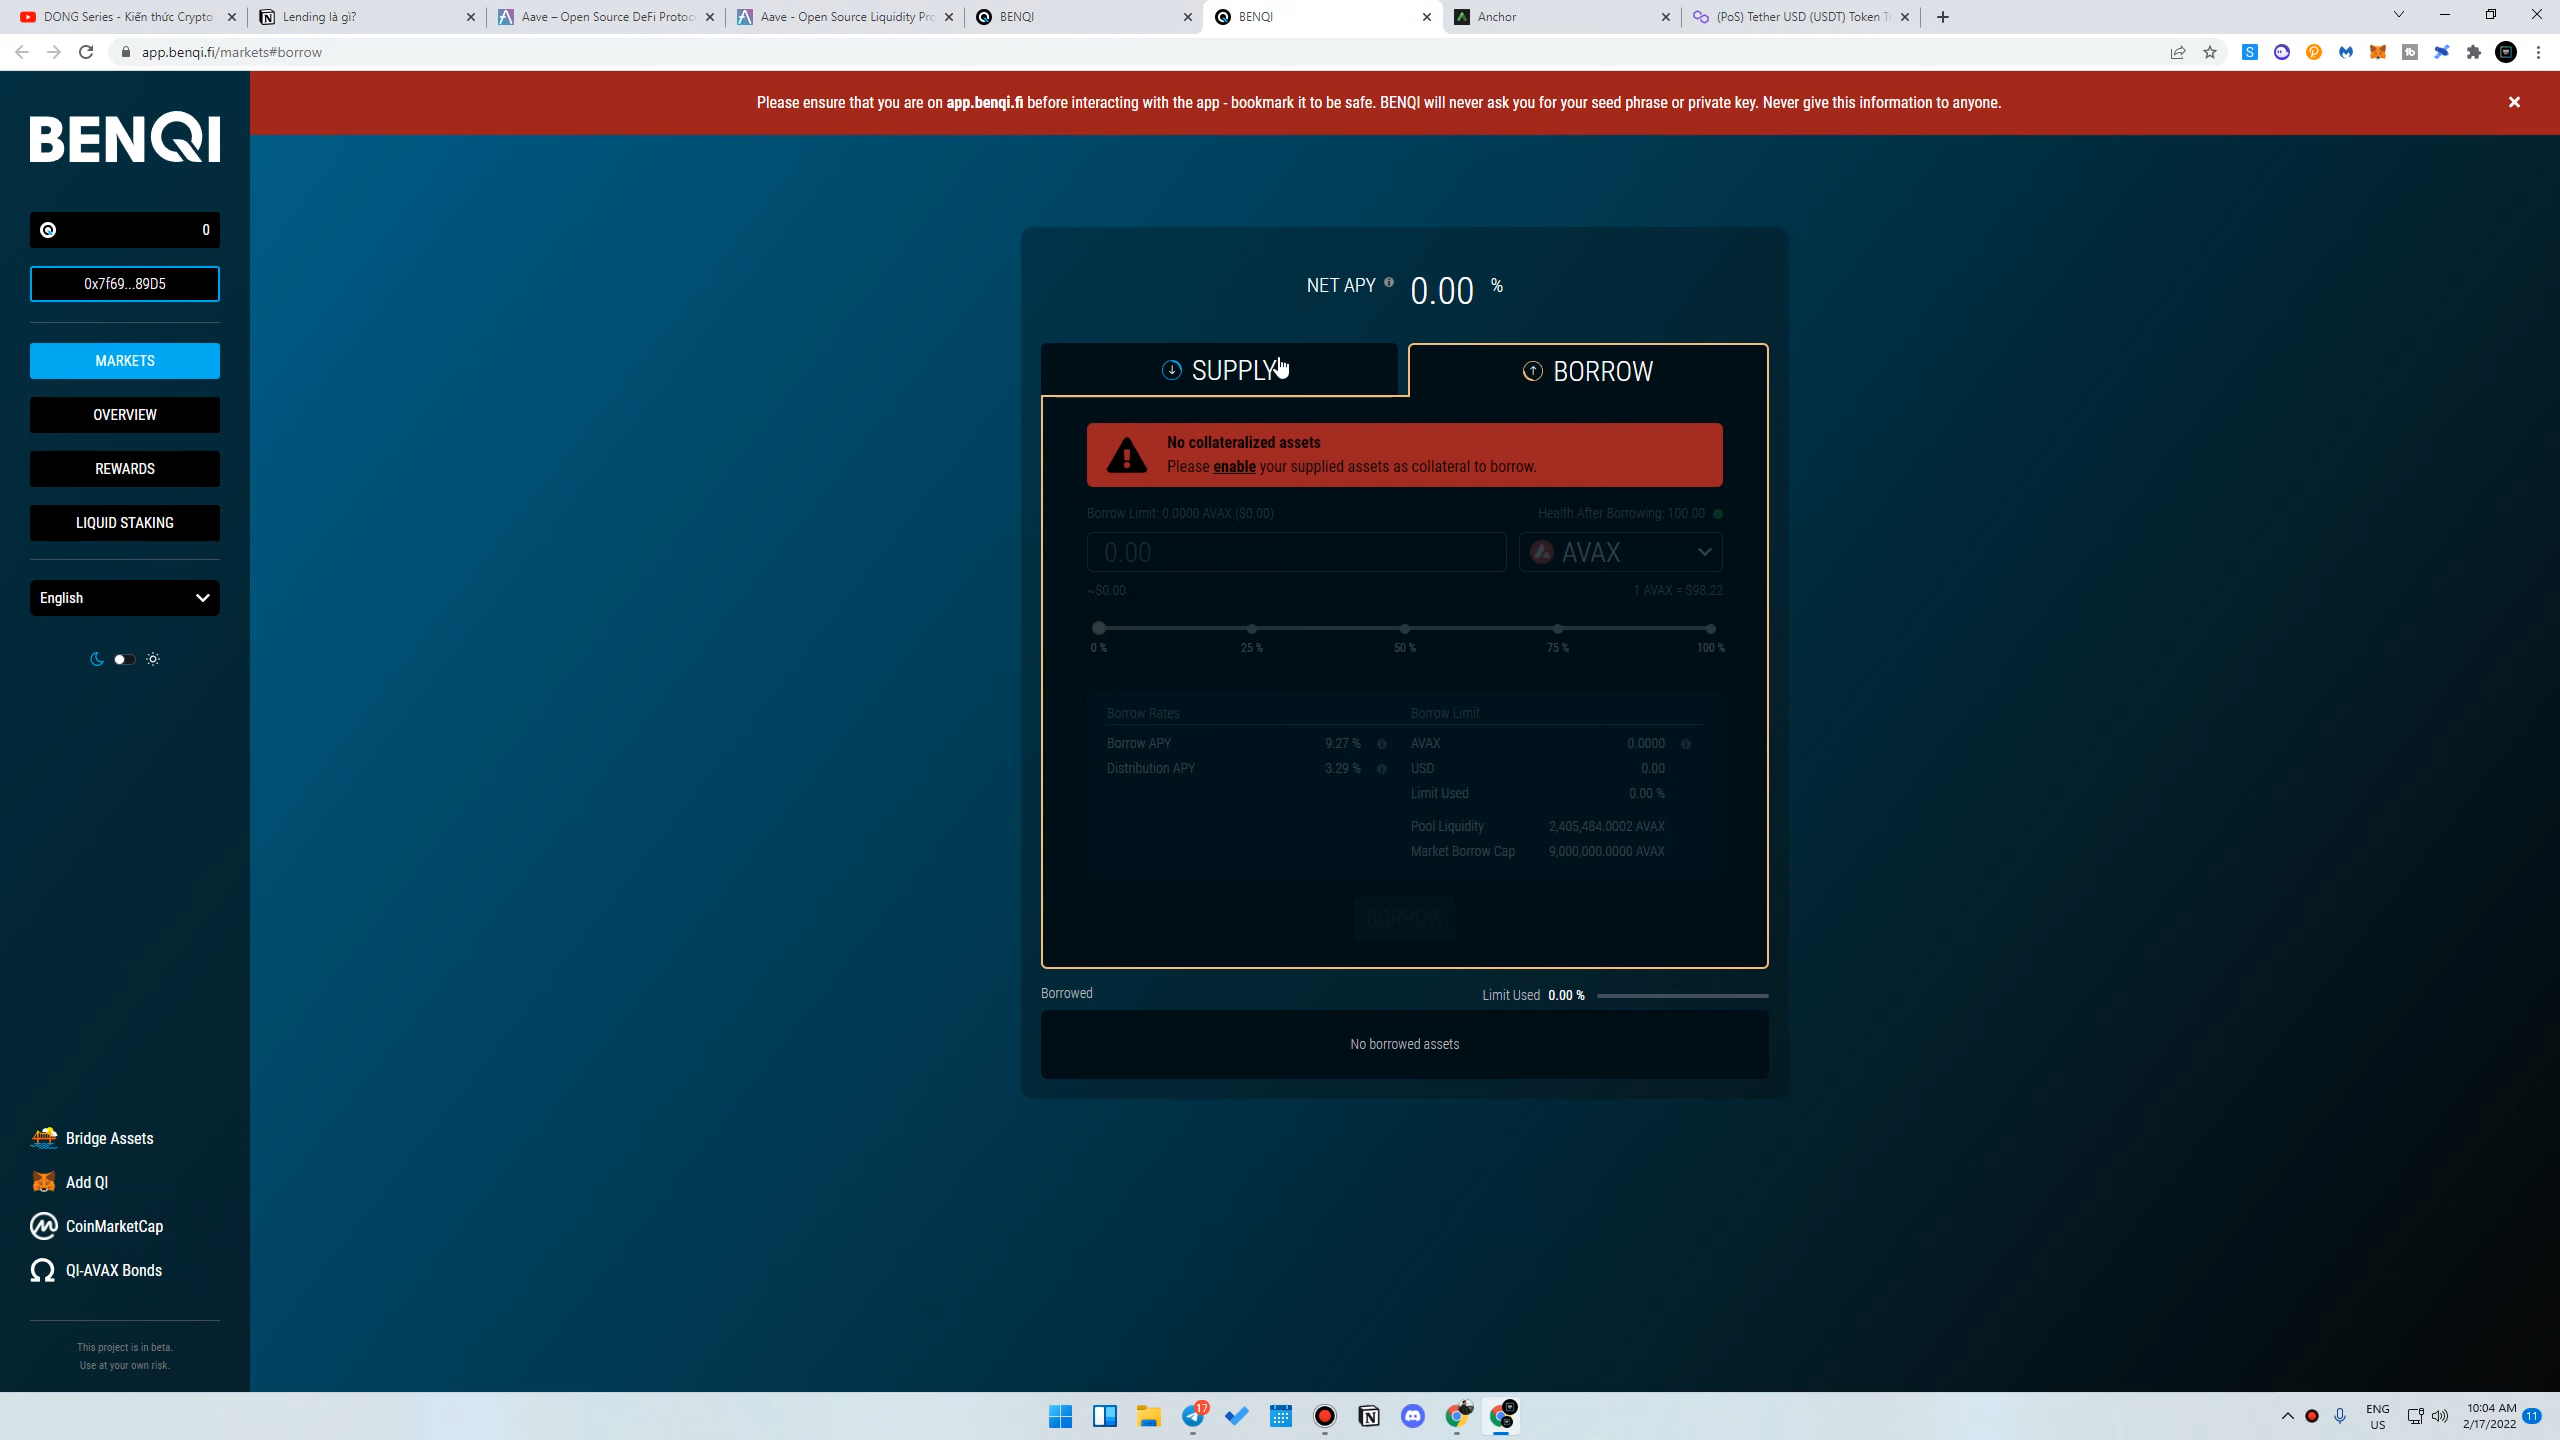 DONG Series - Kiến thức Crypto
Lending là gì?
Aave – Open Source DeFi Protoc
Aave - Open Source Liquidity Pro
BENQI
BENQI
Anchor
(PoS) Tether USD (USDT) Token T
app.benqi.fi/markets#borrow
Please ensure that you are on app.benqi.fi before interacting with the app - bookmark it to be safe. BENQI will never ask you for your seed phrase or private key. Never give this information to anyone.
BENQI
0
0x7f69...89D5
MARKETS
OVERVIEW
REWARDS
LIQUID STAKING
English
NET APY 0.00 %
SUPPLY
BORROW
No collateralized assets
Please enable your supplied assets as collateral to borrow.
Borrow Limit: 0.0000 AVAX ($0.00)
Health After Borrowing: 100.00
0.00
AVAX
~$0.00
1 AVAX = $98.22
0 %
25 %
50 %
75 %
100 %
Borrow Rates
Borrow Limit
Borrow APY 9.27 %
AVAX 0.0000
Distribution APY 3.29 %
USD 0.00
Limit Used 0.00 %
Pool Liquidity 2,405,484.0002 AVAX
Market Borrow Cap 9,000,000.0000 AVAX
BORROW
Borrowed
Limit Used 0.00 %
No borrowed assets
Bridge Assets
Add QI
CoinMarketCap
QI-AVAX Bonds
This project is in beta.
Use at your own risk.
17
ENG
US
10:04 AM
2/17/2022
11